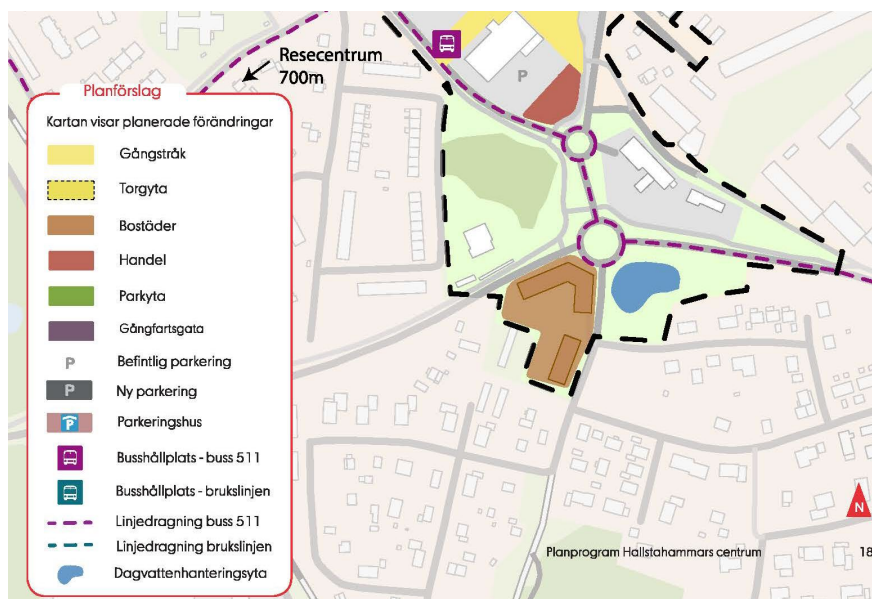 Resecentrum
700m
P
Planförslag
Kartan visar planerade förändringar
Gångstråk
Torgyta
Bostäder
Handel
Parkyta
Gångfartsgata
P Befintlig parkering
P Ny parkering
P Parkeringshus
Busshållplats - buss 511
Busshållplats - brukslinjen
Linjedragning buss 511
Linjedragning brukslinjen
Dagvattenhanteringsyta
N
Planprogram Hallstahammars centrum 18